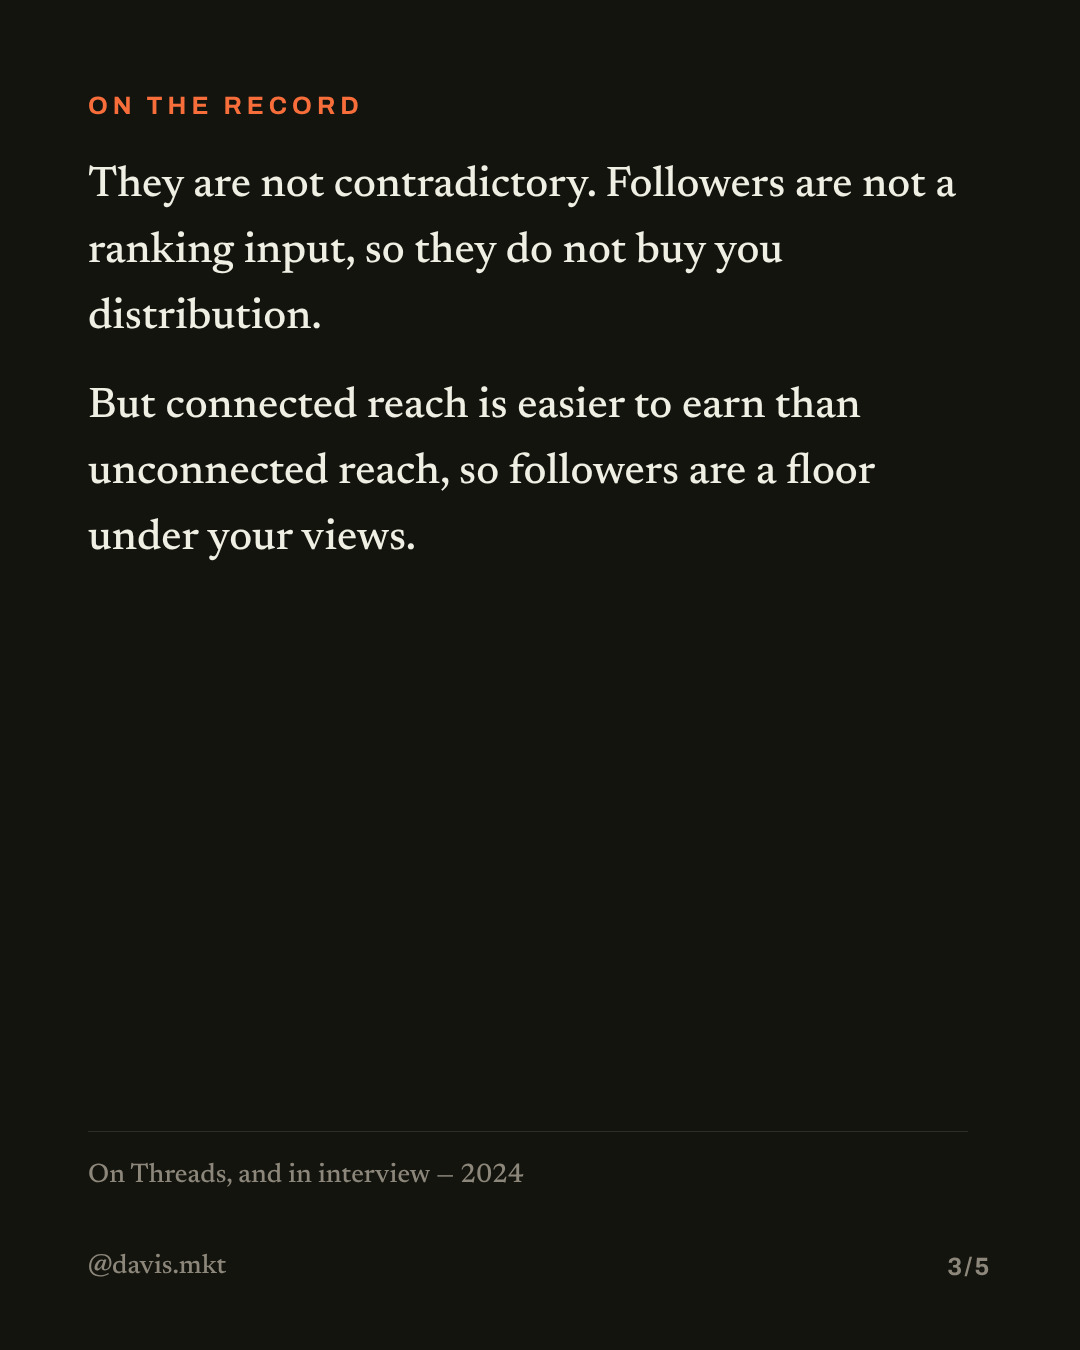 ON THE RECORD
They are not contradictory. Followers are not a
ranking input, so they do not buy you
distribution.
But connected reach is easier to earn than
unconnected reach, so followers are a floor
under your views.
On Threads, and in interview – 2024
@davis.mkt
3/5